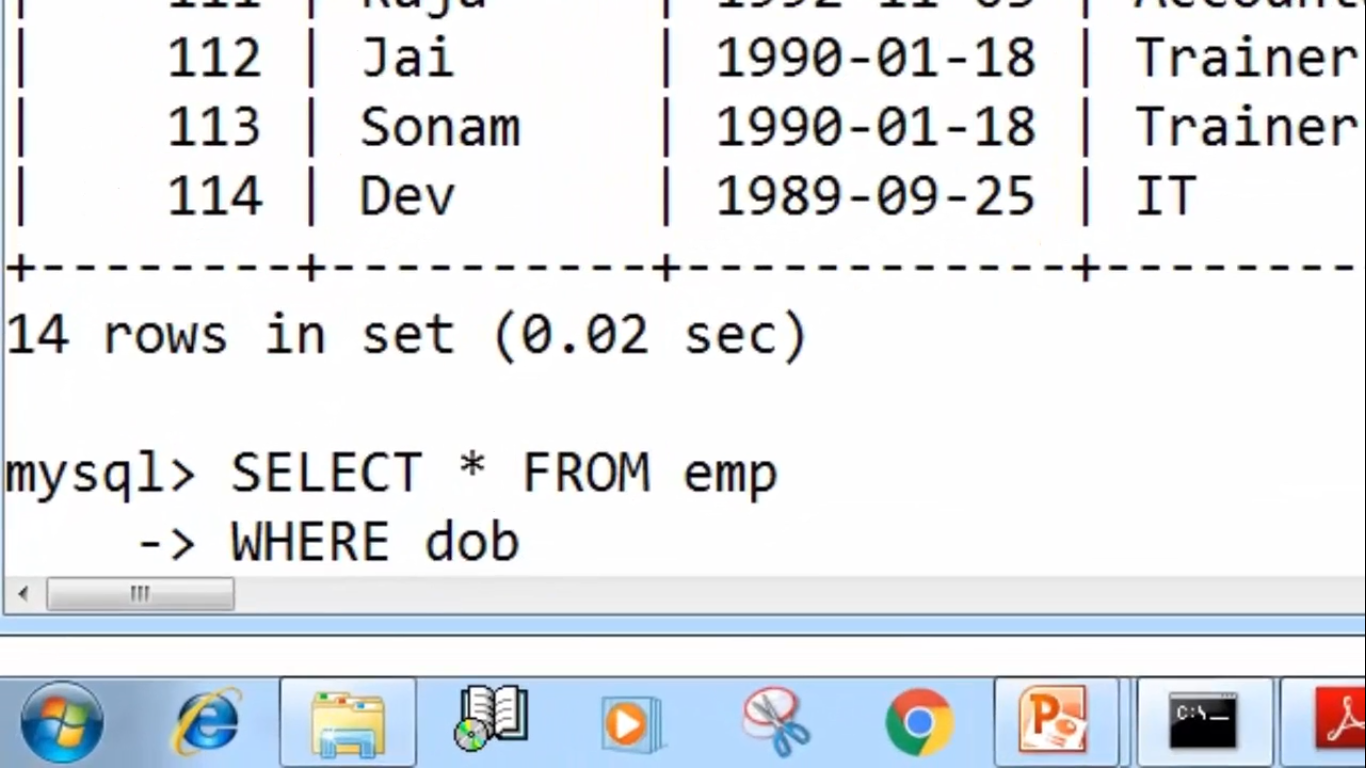 | 111 | Raja | 1992-11-05 | Account
| 112 | Jai | 1990-01-18 | Trainer
| 113 | Sonam | 1990-01-18 | Trainer
| 114 | Dev | 1989-09-25 | IT
+--------+----------+------------+--------
14 rows in set (0.02 sec)
mysql> SELECT * FROM emp
-> WHERE dob
C:\_